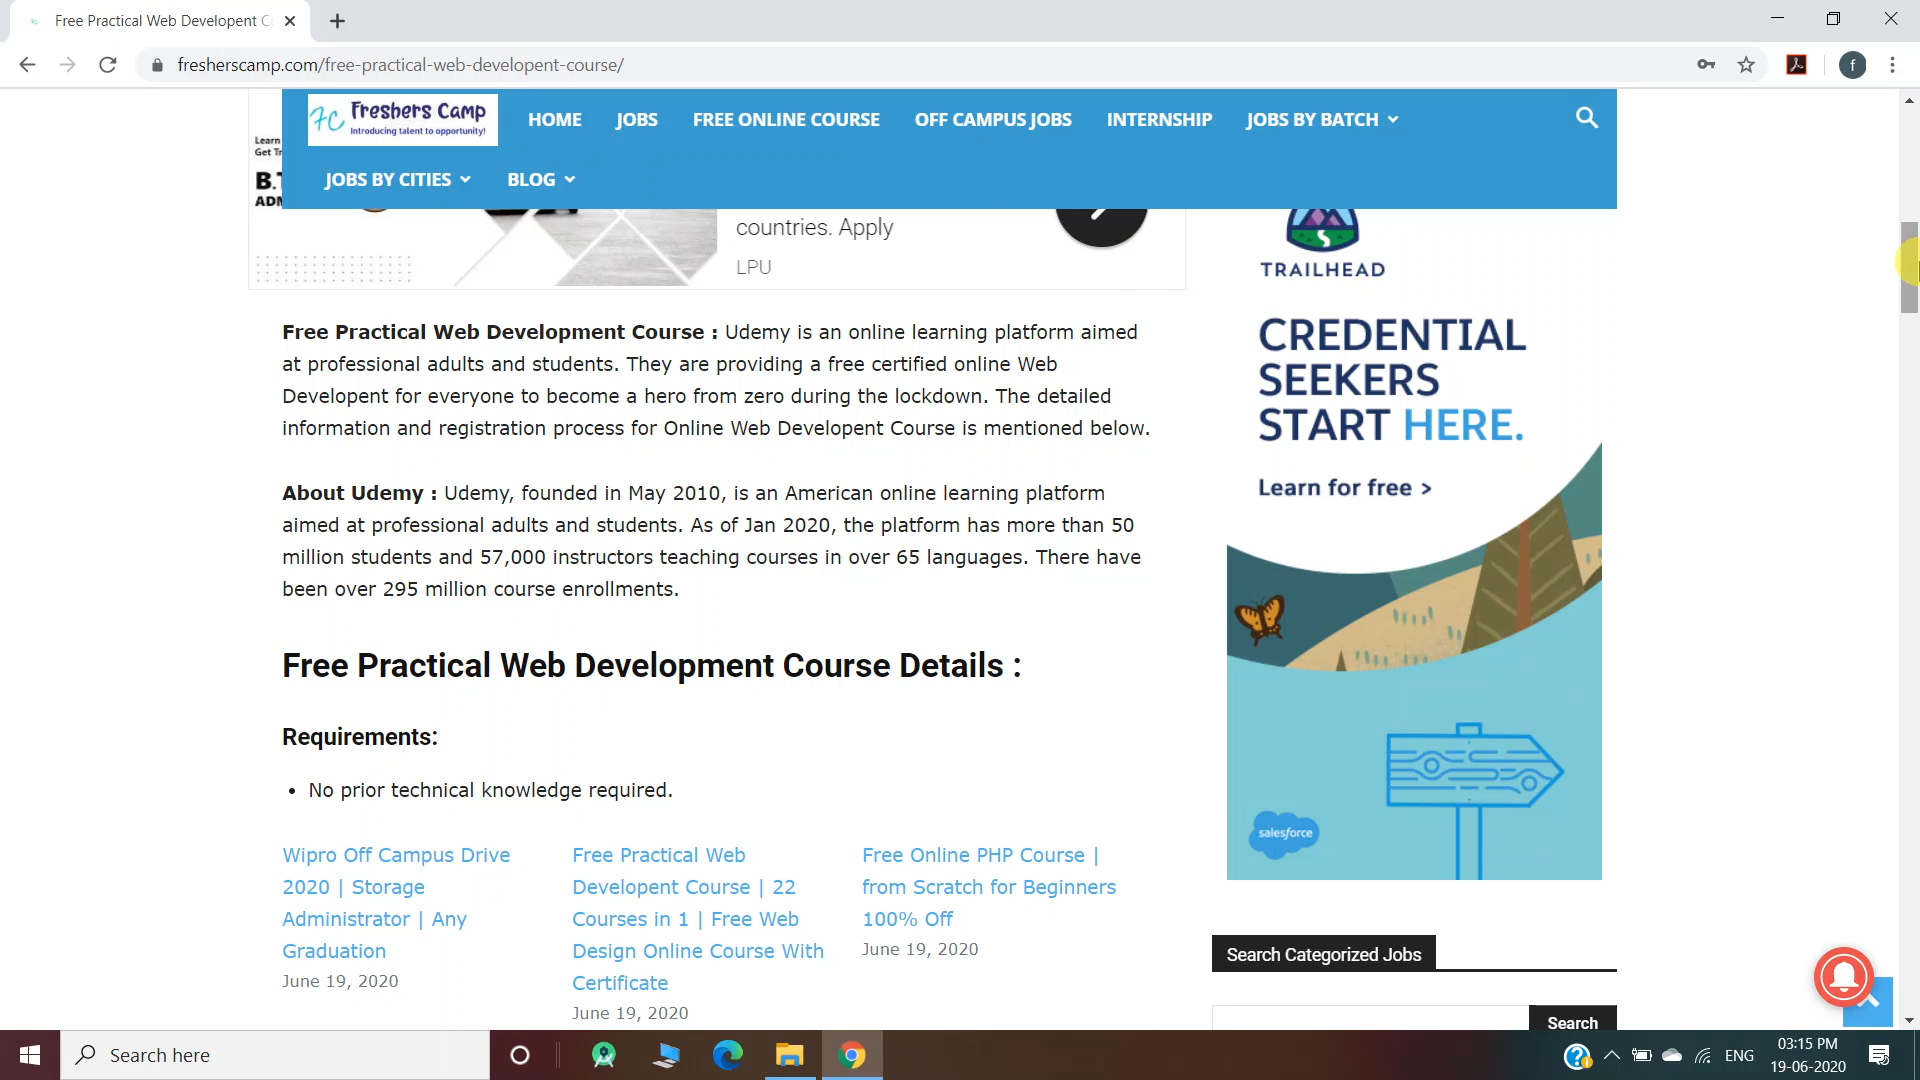 Free Practical Web Developent C
fresherscamp.com/free-practical-web-developent-course/
f
FC Freshers Camp
Introducing talent to opportunity!
HOME JOBS FREE ONLINE COURSE OFF CAMPUS JOBS INTERNSHIP JOBS BY BATCH
JOBS BY CITIES BLOG
Learn
Get Tr
B.T
ADM
countries. Apply
LPU
TRAILHEAD
CREDENTIAL
SEEKERS
START HERE.
Learn for free >
salesforce
Free Practical Web Development Course : Udemy is an online learning platform aimed
at professional adults and students. They are providing a free certified online Web
Developent for everyone to become a hero from zero during the lockdown. The detailed
information and registration process for Online Web Developent Course is mentioned below.
About Udemy : Udemy, founded in May 2010, is an American online learning platform
aimed at professional adults and students. As of Jan 2020, the platform has more than 50
million students and 57,000 instructors teaching courses in over 65 languages. There have
been over 295 million course enrollments.
Free Practical Web Development Course Details :
Requirements:
• No prior technical knowledge required.
Wipro Off Campus Drive
2020 | Storage
Administrator | Any
Graduation
June 19, 2020
Free Practical Web
Developent Course | 22
Courses in 1 | Free Web
Design Online Course With
Certificate
June 19, 2020
Free Online PHP Course |
from Scratch for Beginners
100% Off
June 19, 2020
Search Categorized Jobs
Search
Search here
ENG
03:15 PM
19-06-2020